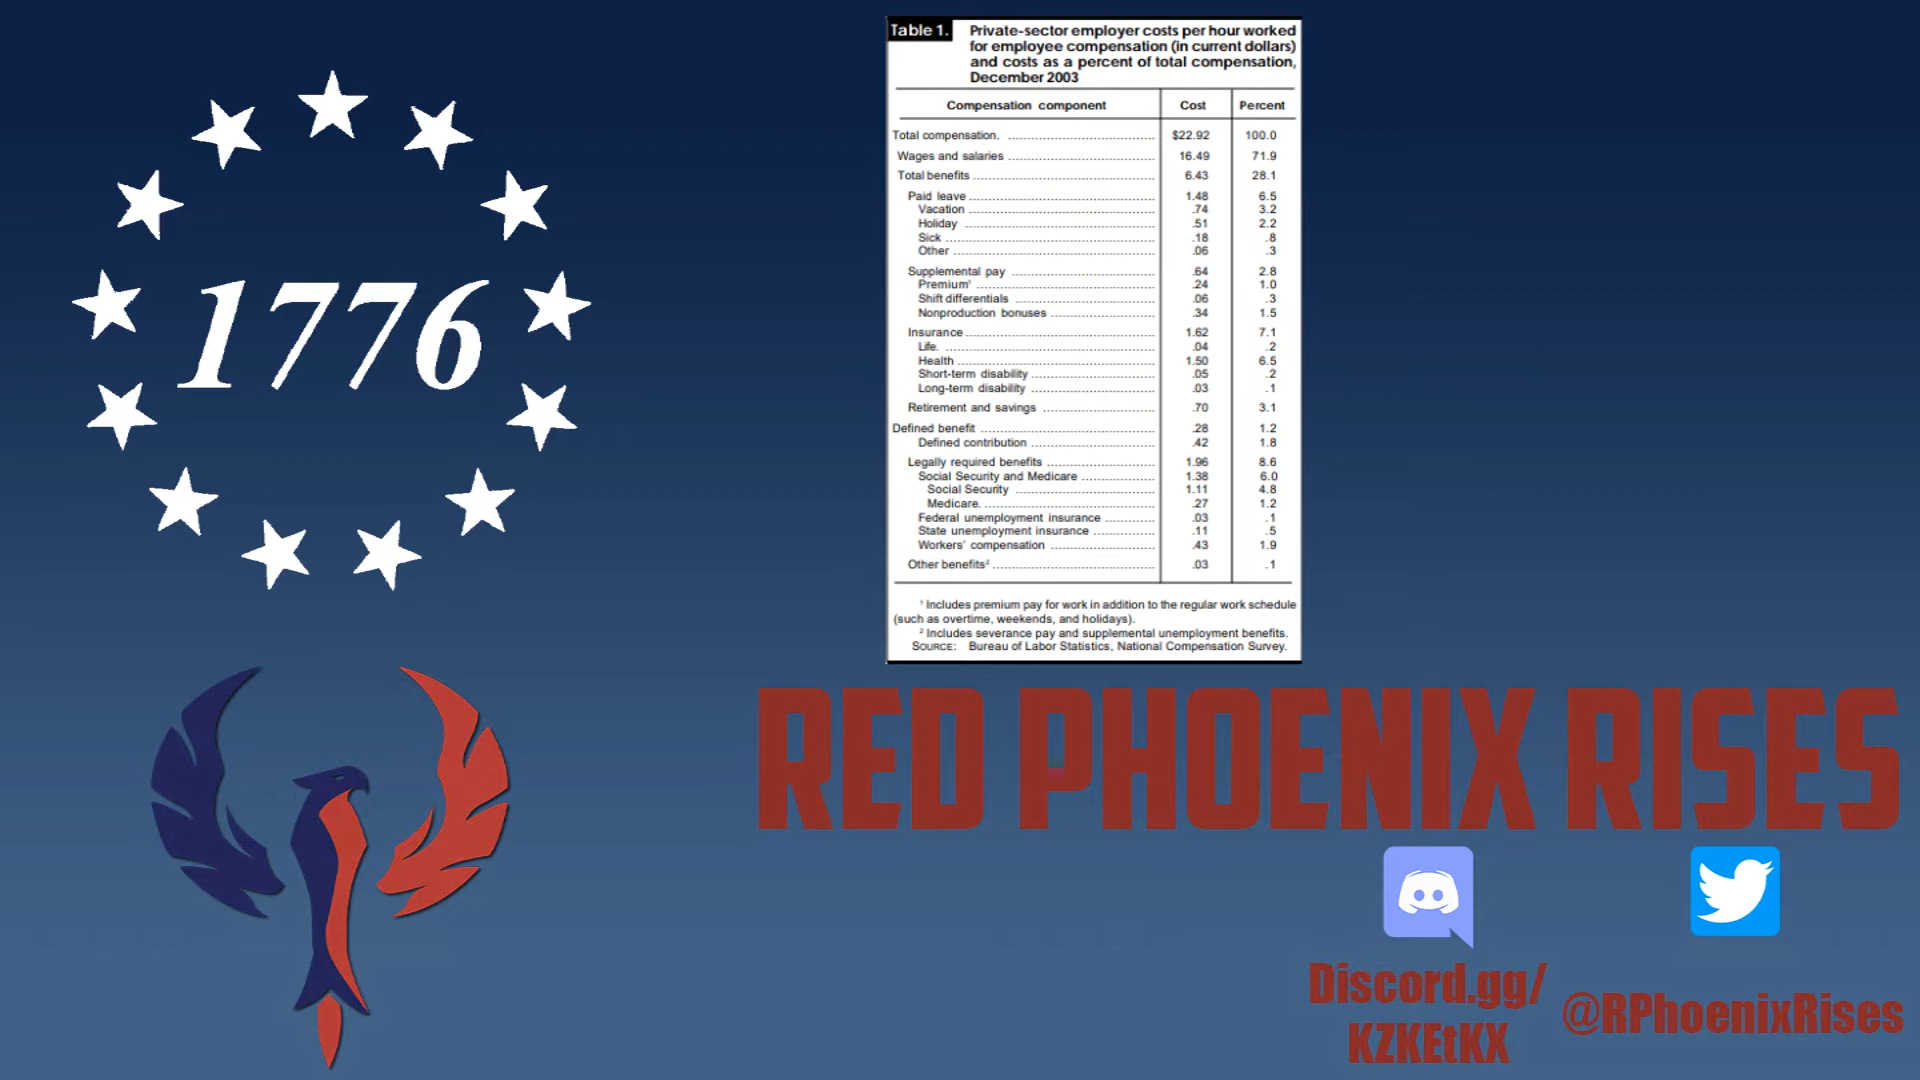 1776
Table 1. Private-sector employer costs per hour worked
for employee compensation (in current dollars)
and costs as a percent of total compensation,
December 2003
Compensation component Cost Percent
Total compensation. $22.92 100.0
Wages and salaries 16.49 71.9
Total benefits 6.43 28.1
Paid leave 1.48 6.5
Vacation .74 3.2
Holiday .51 2.2
Sick .18 .8
Other .06 .3
Supplemental pay .64 2.8
Premium¹ .24 1.0
Shift differentials .06 .3
Nonproduction bonuses .34 1.5
Insurance 1.62 7.1
Life. .04 .2
Health 1.50 6.5
Short-term disability .05 .2
Long-term disability .03 .1
Retirement and savings .70 3.1
Defined benefit .28 1.2
Defined contribution .42 1.8
Legally required benefits 1.96 8.6
Social Security and Medicare 1.38 6.0
Social Security 1.11 4.8
Medicare. .27 1.2
Federal unemployment insurance .03 .1
State unemployment insurance .11 .5
Workers' compensation .43 1.9
Other benefits² .03 .1
¹ Includes premium pay for work in addition to the regular work schedule
(such as overtime, weekends, and holidays).
² Includes severance pay and supplemental unemployment benefits.
SOURCE: Bureau of Labor Statistics, National Compensation Survey.
RED PHOENIX RISES
Discord.gg/
KZKEtKX
@RPhoenixRises